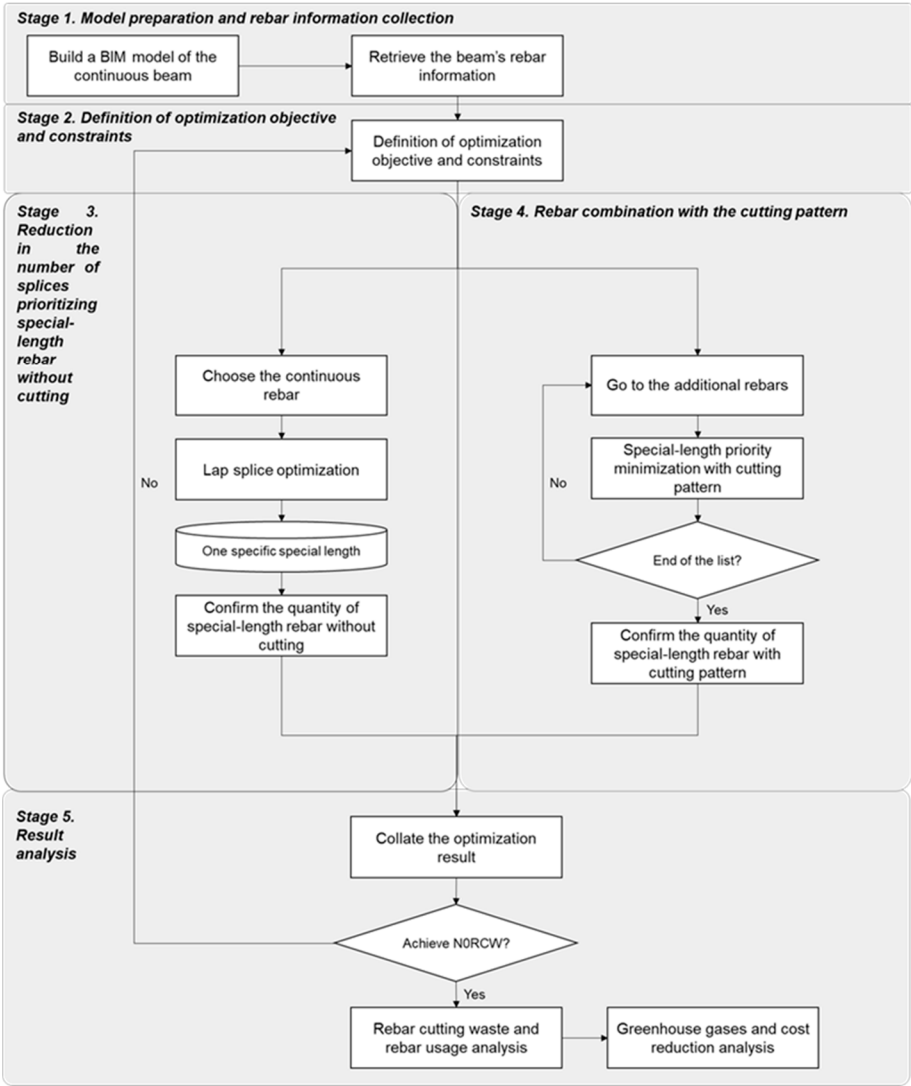 Stage 1. Model preparation and rebar information collection
Build a BIM model of the
continuous beam
Retrieve the beam's rebar
information
Stage 2. Definition of optimization objective
and constraints
Definition of optimization
objective and constraints
Stage 3.
Reduction
in the
number of
splices
prioritizing
special-
length
rebar
without
cutting
Stage 4. Rebar combination with the cutting pattern
Choose the continuous
rebar
Lap splice optimization
One specific special length
Confirm the quantity of
special-length rebar without
cutting
No
Go to the additional rebars
Special-length priority
minimization with cutting
pattern
No
End of the list?
Yes
Confirm the quantity of
special-length rebar with
cutting pattern
Stage 5.
Result
analysis
Collate the optimization
result
Achieve N0RCW?
Yes
Rebar cutting waste and
rebar usage analysis
Greenhouse gases and cost
reduction analysis